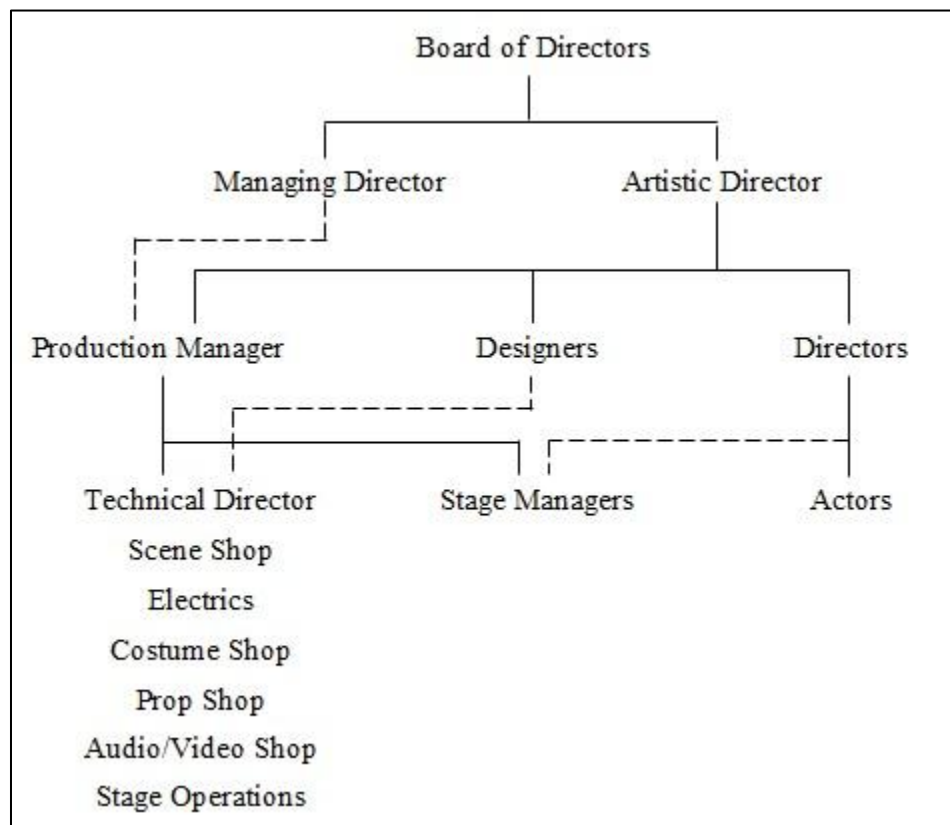 Board of Directors
Managing Director
Artistic Director
Production Manager
Designers
Directors
Technical Director
Stage Managers
Actors
Scene Shop
Electrics
Costume Shop
Prop Shop
Audio/Video Shop
Stage Operations